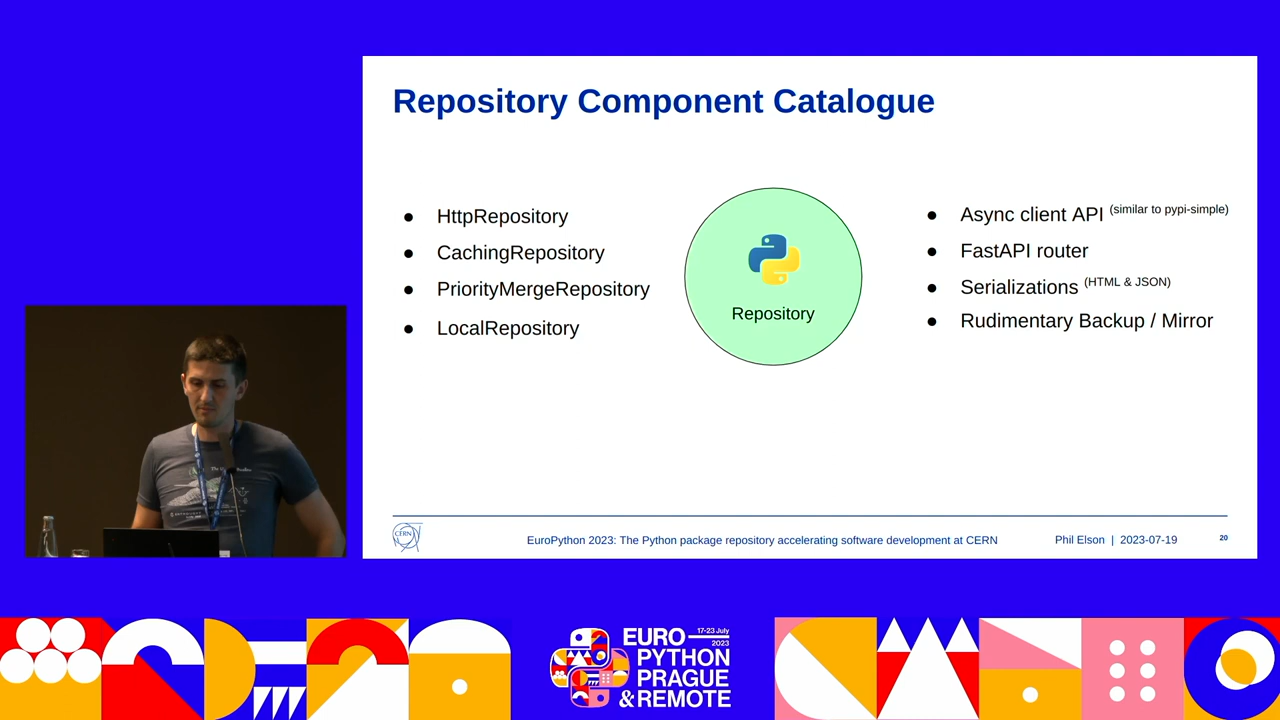 Repository Component Catalogue
● HttpRepository
● CachingRepository
● PriorityMergeRepository
● LocalRepository
Repository
● Async client API (similar to pypi-simple)
● FastAPI router
● Serializations (HTML & JSON)
● Rudimentary Backup / Mirror
CERN
EuroPython 2023: The Python package repository accelerating software development at CERN
Phil Elson | 2023-07-19
20
EURO 17-23 July 2023
PYTHON
PRAGUE
& REMOTE